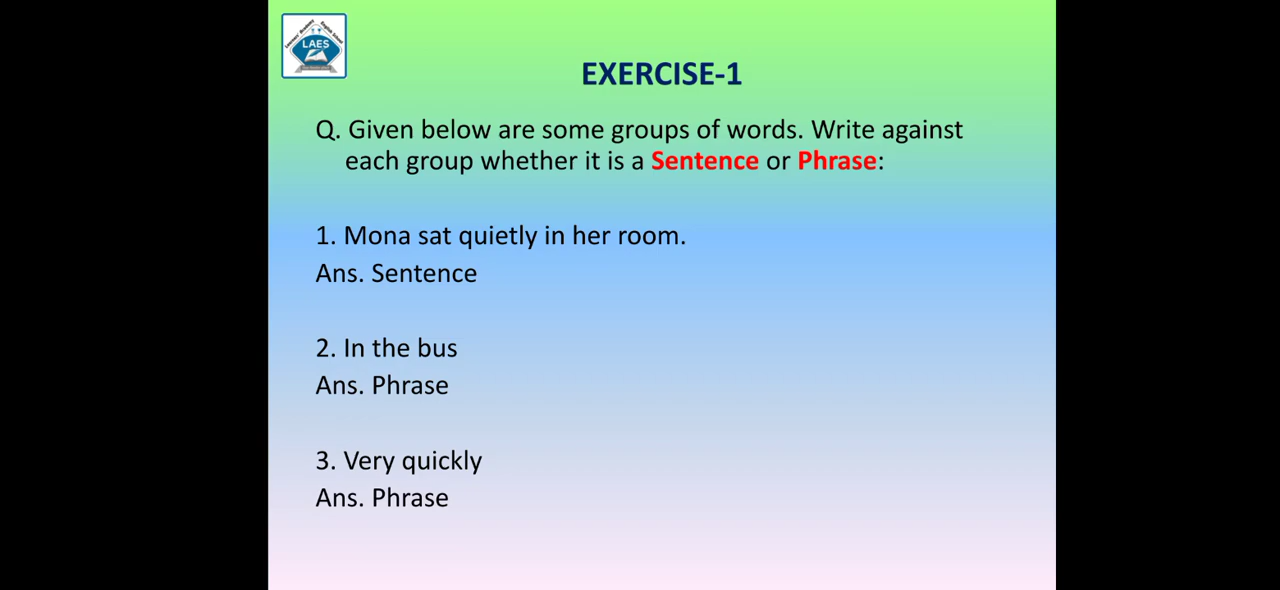 LAES
EXERCISE-1
Q. Given below are some groups of words. Write against
each group whether it is a Sentence or Phrase:
1. Mona sat quietly in her room.
Ans. Sentence
2. In the bus
Ans. Phrase
3. Very quickly
Ans. Phrase